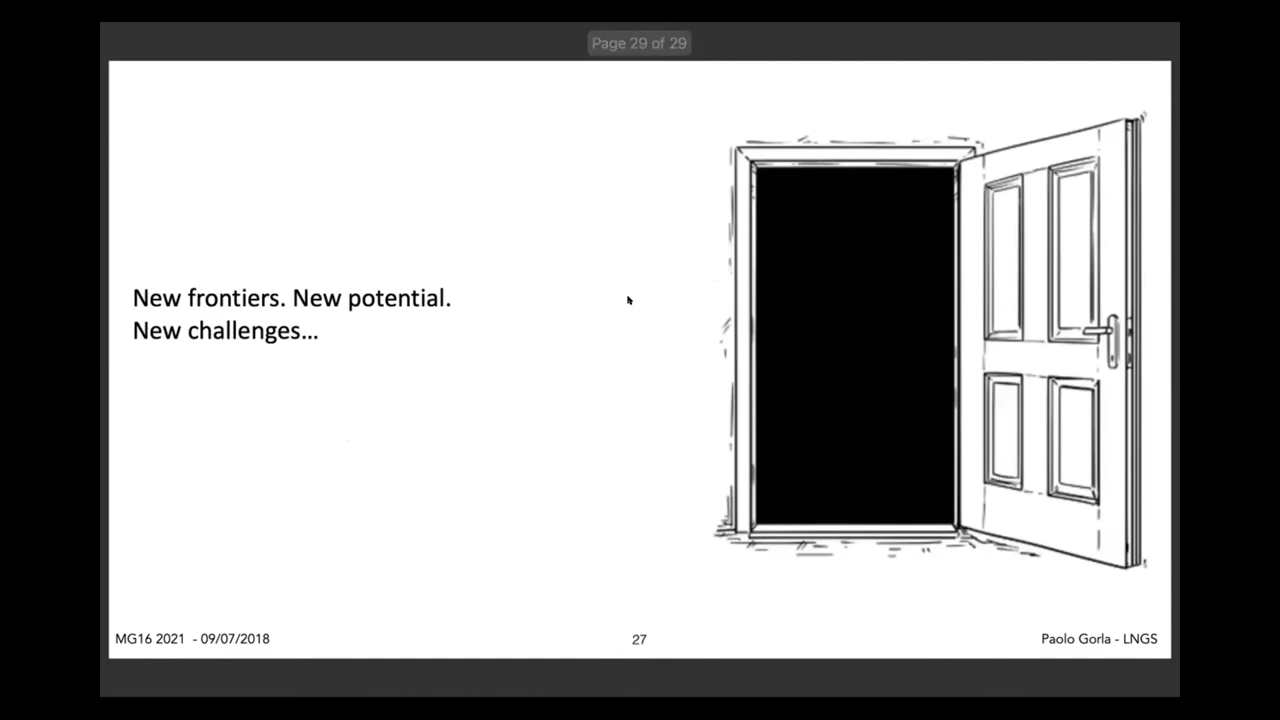 Page 29 of 29
New frontiers. New potential.
New challenges...
MG16 2021 - 09/07/2018
27
Paolo Gorla - LNGS